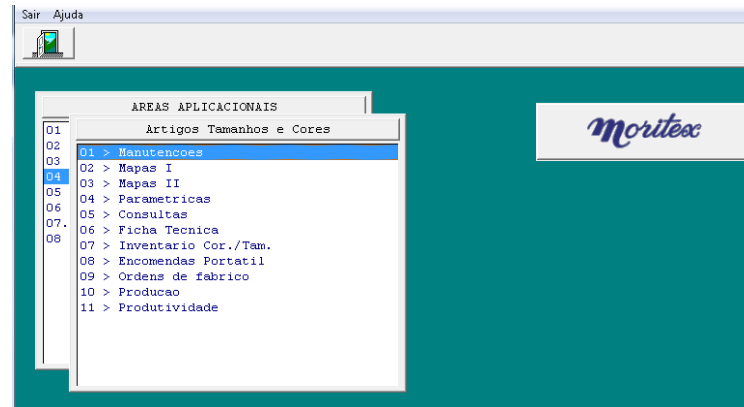 Sair Ajuda
AREAS APLICACIONAIS
01
02
03
04
05
06
07.
08
Artigos Tamanhos e Cores
01 > Manutencoes
02 > Mapas I
03 > Mapas II
04 > Parametricas
05 > Consultas
06 > Ficha Tecnica
07 > Inventario Cor./Tam.
08 > Encomendas Portatil
09 > Ordens de fabrico
10 > Producao
11 > Produtividade
Moritex